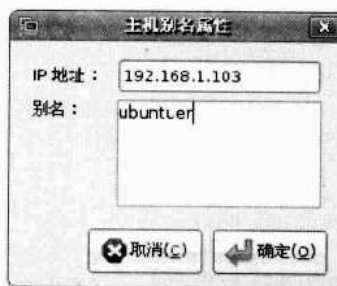 主机别名属性
IP 地址： 192.168.1.103
别名： ubuntuer
取消(C) 确定(O)